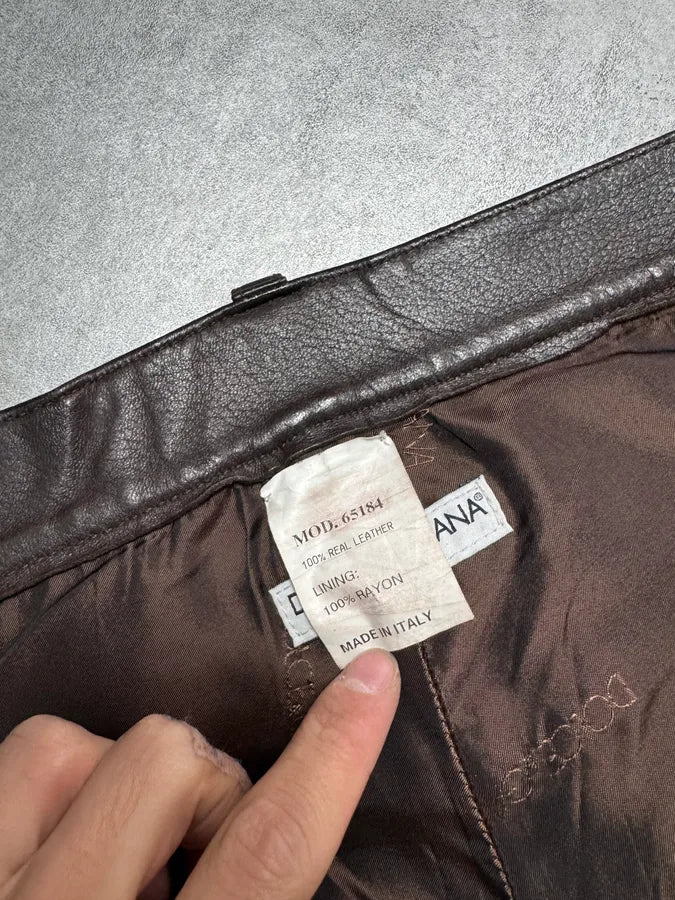 MOD. 65184
100% REAL LEATHER
LINING:
100% RAYON
MADE IN ITALY
D
ANA®